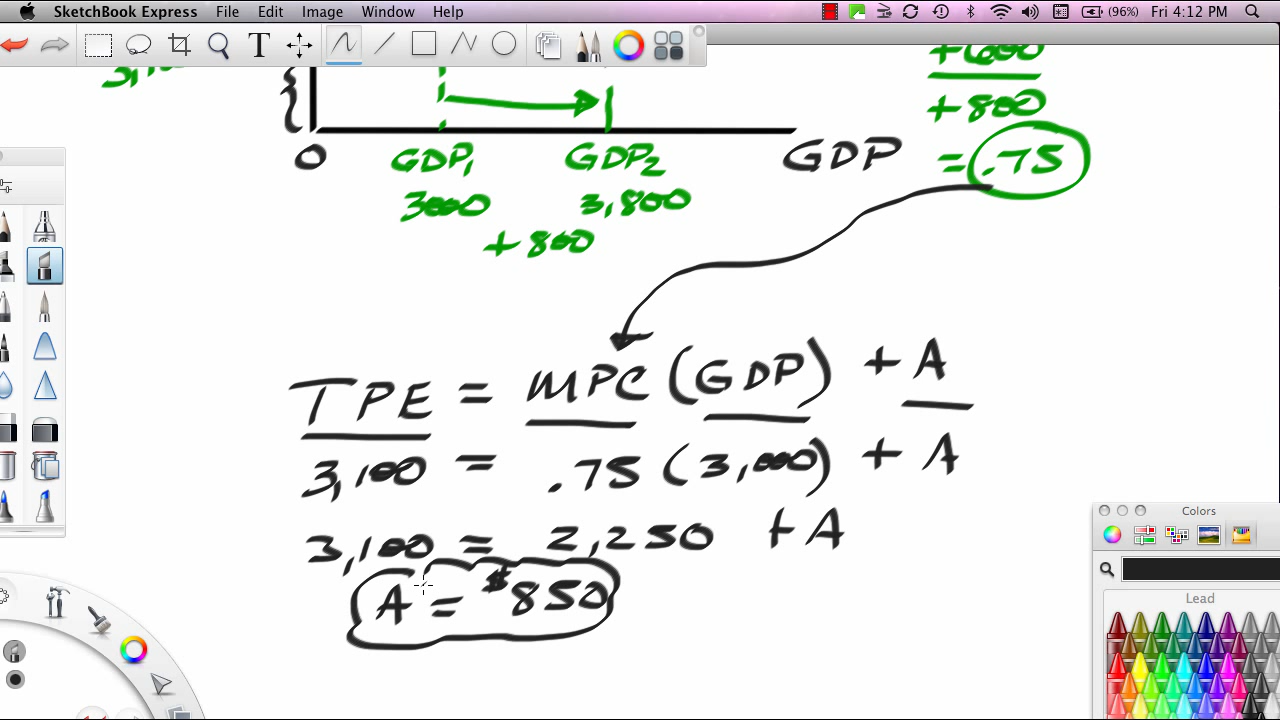 SketchBook Express File Edit Image Window Help (96%) Fri 4:12 PM
T
+600
+800
= .75
0 GDP₁ GDP₂ GDP
3000 3,800
+800
TPE = MPC (GDP) + A
3,100 = .75 (3,000) + A
3,100 = 2,250 + A
A = $850
Colors
Lead